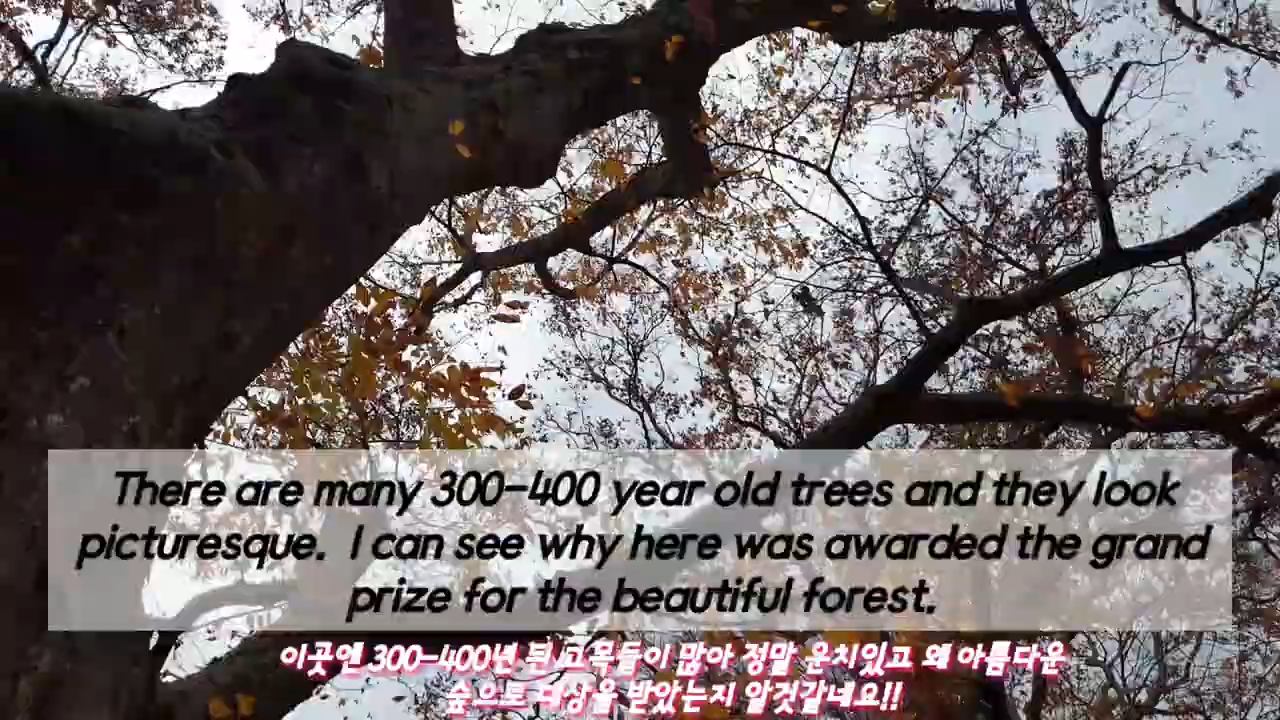 There are many 300-400 year old trees and they look
picturesque. I can see why here was awarded the grand
prize for the beautiful forest.
이곳엔 300-400년 된 고목들이 많아 정말 운치있고 왜 아름다운
숲으로 대상을 받았는지 알것같네요!!